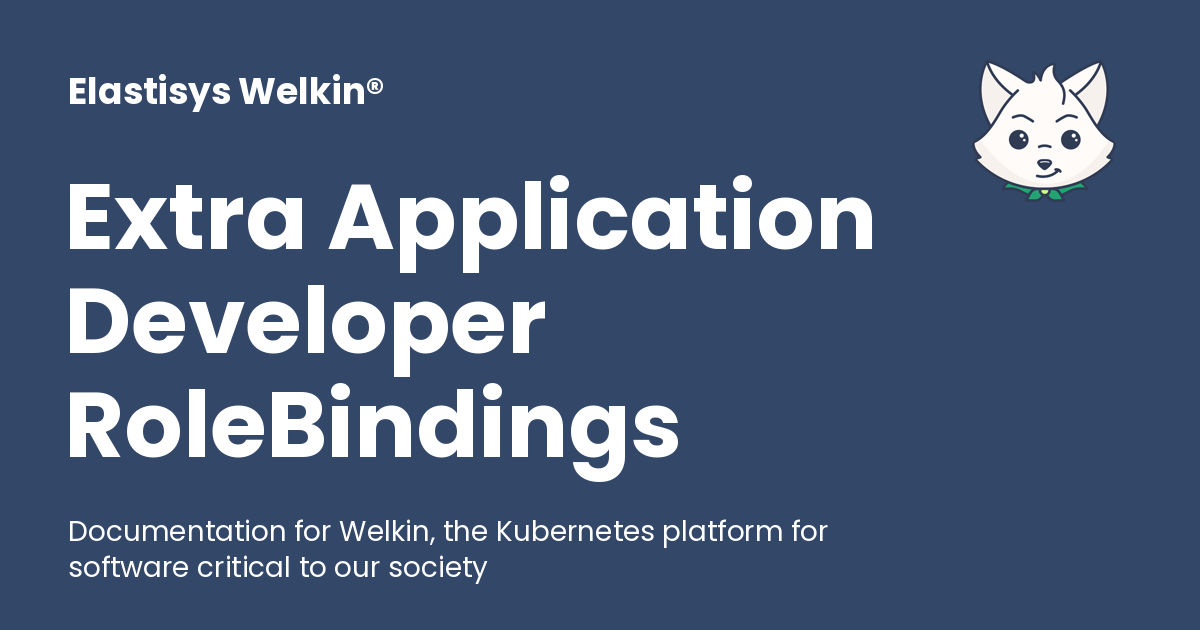 Elastisys Welkin®
Extra Application
Developer
RoleBindings
Documentation for Welkin, the Kubernetes platform for
software critical to our society